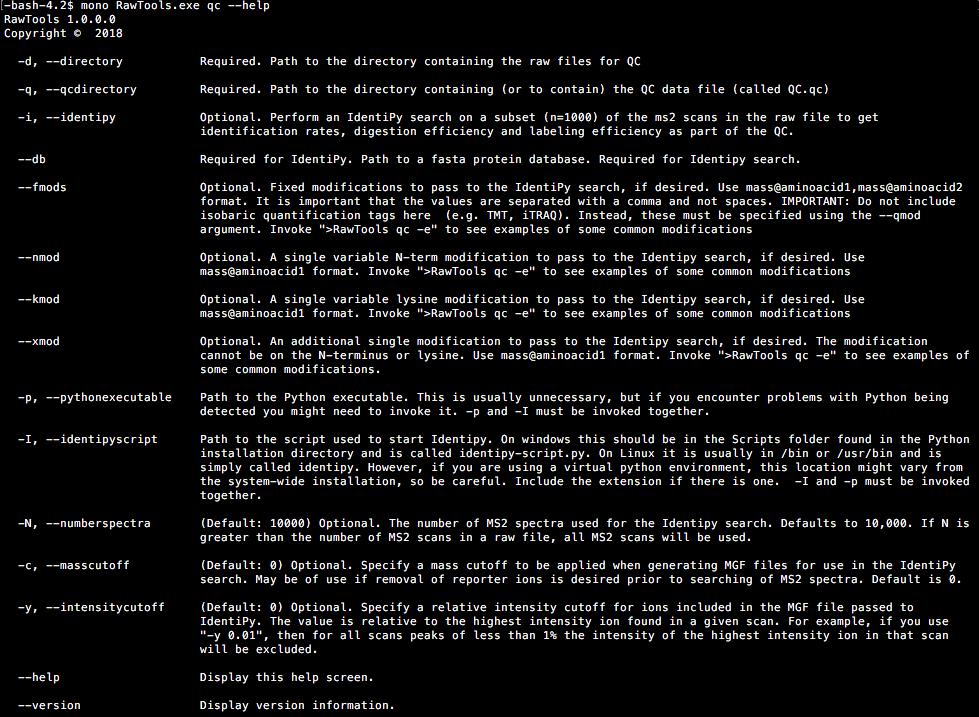 [-bash-4.2$ mono RawTools.exe qc --help
RawTools 1.0.0.0
Copyright © 2018
-d, --directory Required. Path to the directory containing the raw files for QC
-q, --qcdirectory Required. Path to the directory containing (or to contain) the QC data file (called QC.qc)
-i, --identipy Optional. Perform an IdentiPy search on a subset (n=1000) of the ms2 scans in the raw file to get
identification rates, digestion efficiency and labeling efficiency as part of the QC.
--db Required for IdentiPy. Path to a fasta protein database. Required for Identipy search.
--fmods Optional. Fixed modifications to pass to the IdentiPy search, if desired. Use mass@aminoacid1,mass@aminoacid2
format. It is important that the values are separated with a comma and not spaces. IMPORTANT: Do not include
isobaric quantification tags here (e.g. TMT, iTRAQ). Instead, these must be specified using the --qmod
argument. Invoke ">RawTools qc -e" to see examples of some common modifications
--nmod Optional. A single variable N-term modification to pass to the Identipy search, if desired. Use
mass@aminoacid1 format. Invoke ">RawTools qc -e" to see examples of some common modifications
--kmod Optional. A single variable lysine modification to pass to the Identipy search, if desired. Use
mass@aminoacid1 format. Invoke ">RawTools qc -e" to see examples of some common modifications
--xmod Optional. An additional single modification to pass to the Identipy search, if desired. The modification
cannot be on the N-terminus or lysine. Use mass@aminoacid1 format. Invoke ">RawTools qc -e" to see examples of
some common modifications.
-p, --pythonexecutable Path to the Python executable. This is usually unnecessary, but if you encounter problems with Python being
detected you might need to invoke it. -p and -I must be invoked together.
-I, --identipyscript Path to the script used to start Identipy. On windows this should be in the Scripts folder found in the Python
installation directory and is called identipy-script.py. On Linux it is usually in /bin or /usr/bin and is
simply called identipy. However, if you are using a virtual python environment, this location might vary from
the system-wide installation, so be careful. Include the extension if there is one. -I and -p must be invoked
together.
-N, --numberspectra (Default: 10000) Optional. The number of MS2 spectra used for the Identipy search. Defaults to 10,000. If N is
greater than the number of MS2 scans in a raw file, all MS2 scans will be used.
-c, --masscutoff (Default: 0) Optional. Specify a mass cutoff to be applied when generating MGF files for use in the IdentiPy
search. May be of use if removal of reporter ions is desired prior to searching of MS2 spectra. Default is 0.
-y, --intensitycutoff (Default: 0) Optional. Specify a relative intensity cutoff for ions included in the MGF file passed to
IdentiPy. The value is relative to the highest intensity ion found in a given scan. For example, if you use
"-y 0.01", then for all scans peaks of less than 1% the intensity of the highest intensity ion in that scan
will be excluded.
--help Display this help screen.
--version Display version information.